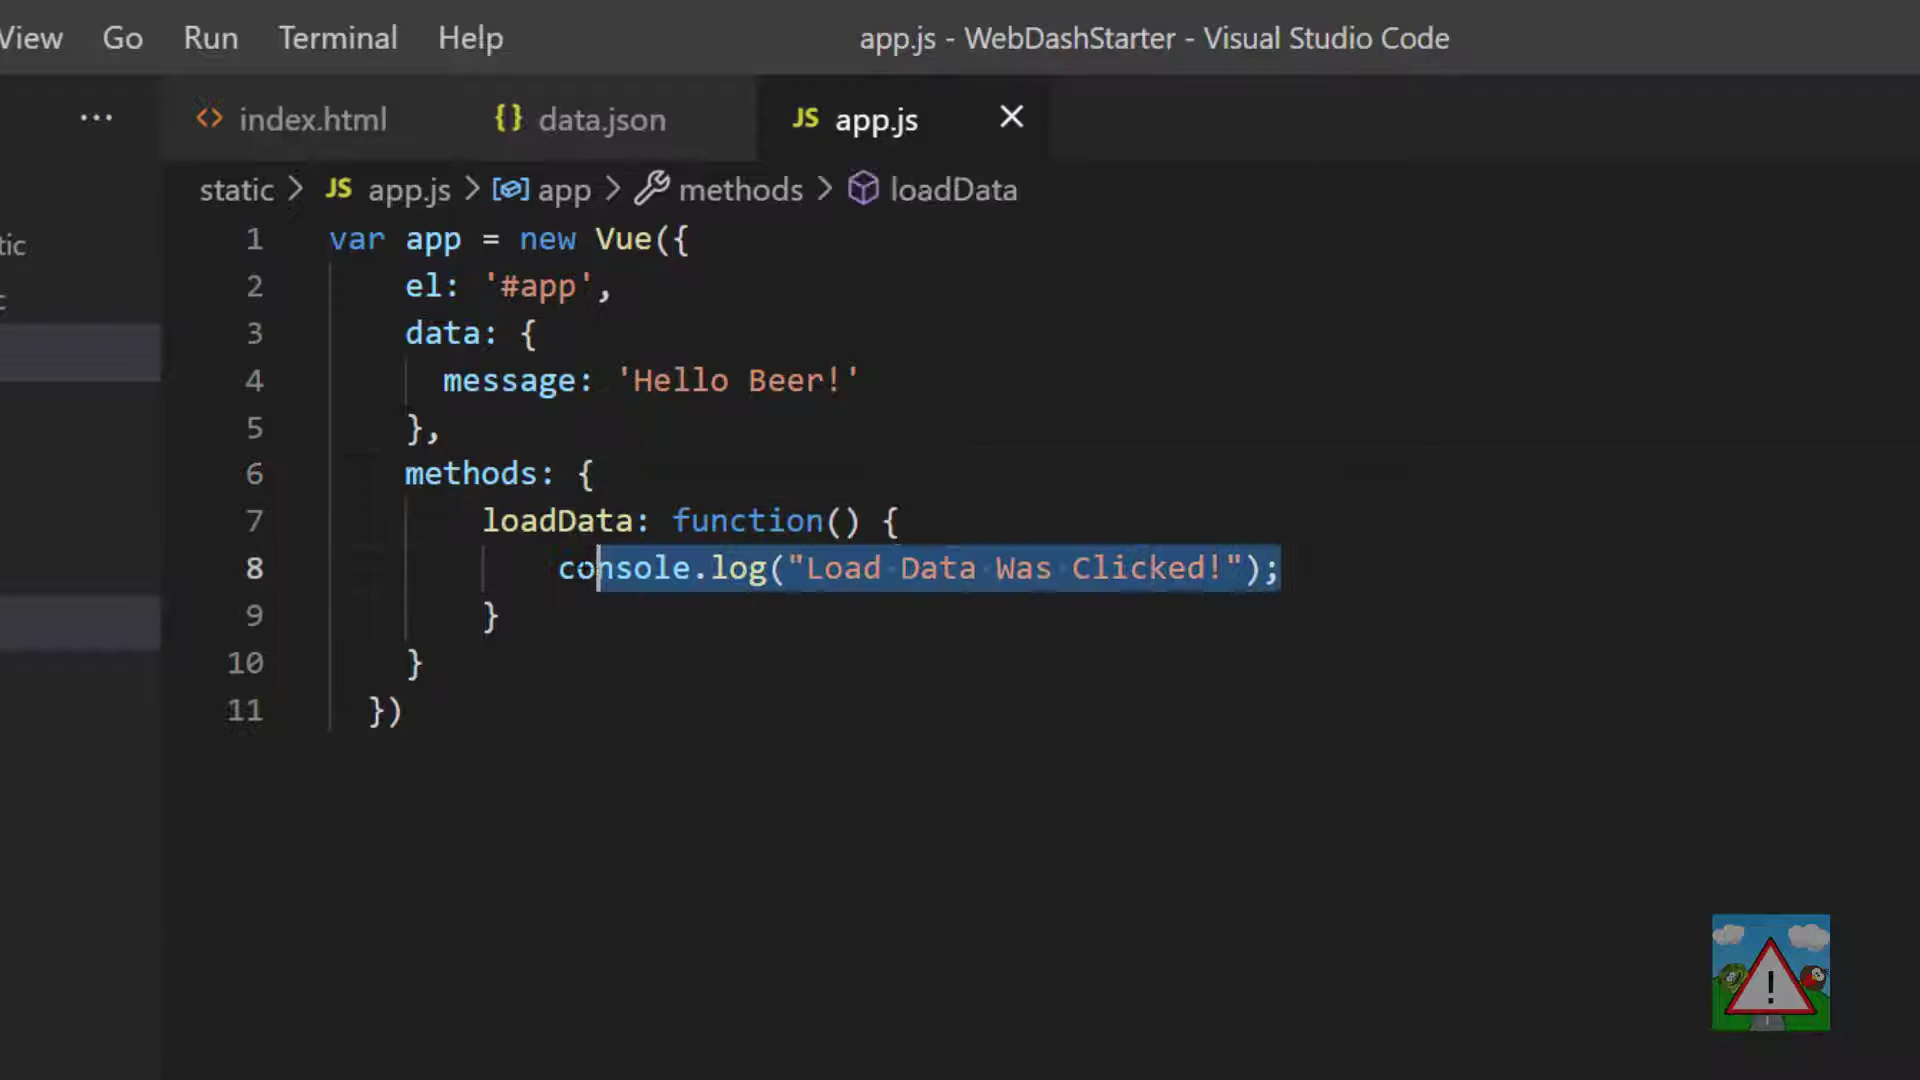 View Go Run Terminal Help app.js - WebDashStarter - Visual Studio Code
··· index.html {} data.json JS app.js
static > JS app.js > app > methods > loadData
tic
1 var app = new Vue({
2 el: '#app',
3 data: {
4 message: 'Hello Beer!'
5 },
6 methods: {
7 loadData: function() {
8 console.log("Load Data Was Clicked!");
9 }
10 }
11 })